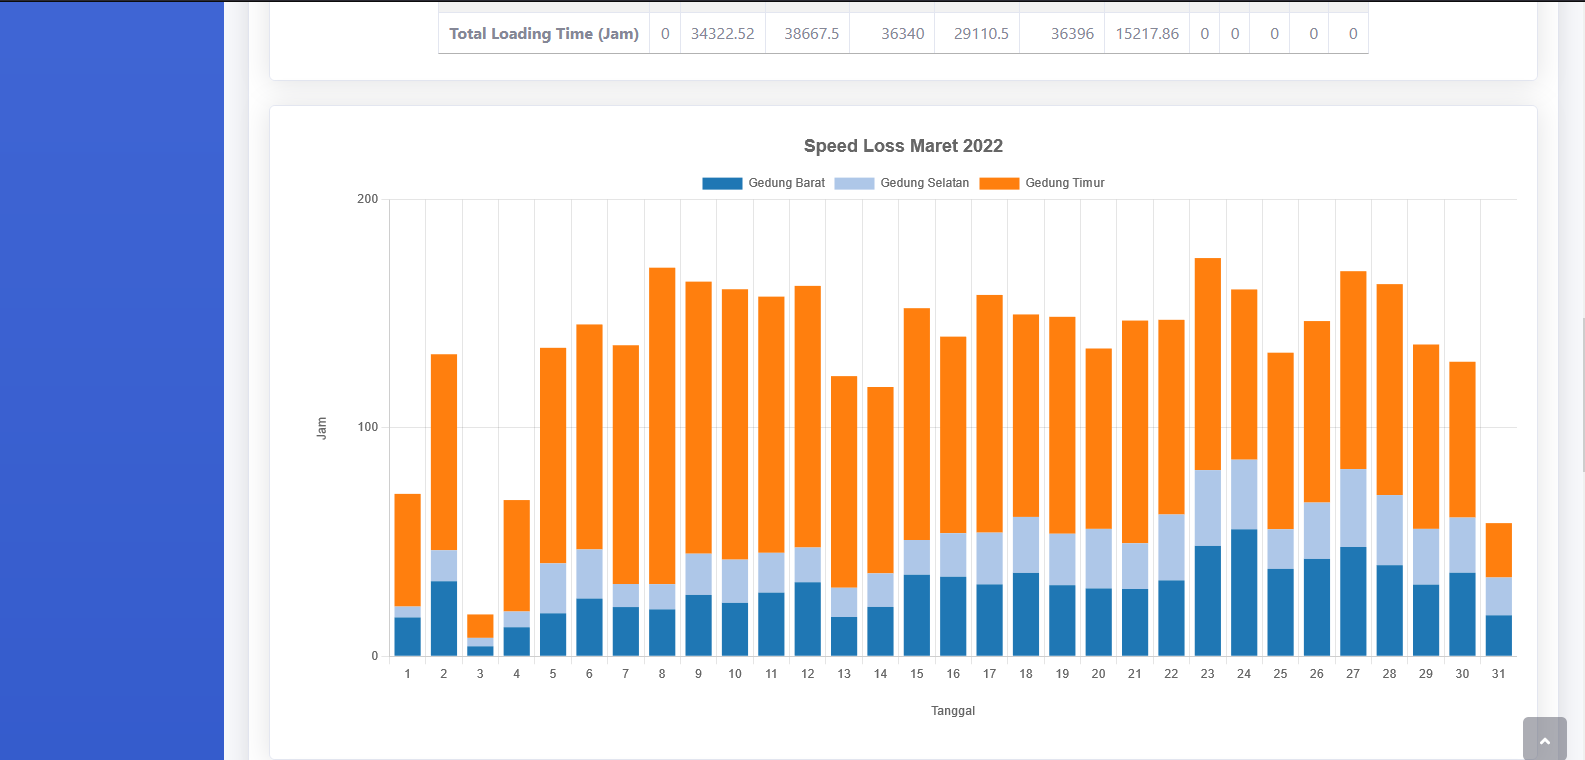 Total Loading Time (Jam) 0 34322.52 38667.5 36340 29110.5 36396 15217.86 0 0 0 0 0
Speed Loss Maret 2022
Gedung Barat Gedung Selatan Gedung Timur
200
100
0
Jam
1 2 3 4 5 6 7 8 9 10 11 12 13 14 15 16 17 18 19 20 21 22 23 24 25 26 27 28 29 30 31
Tanggal